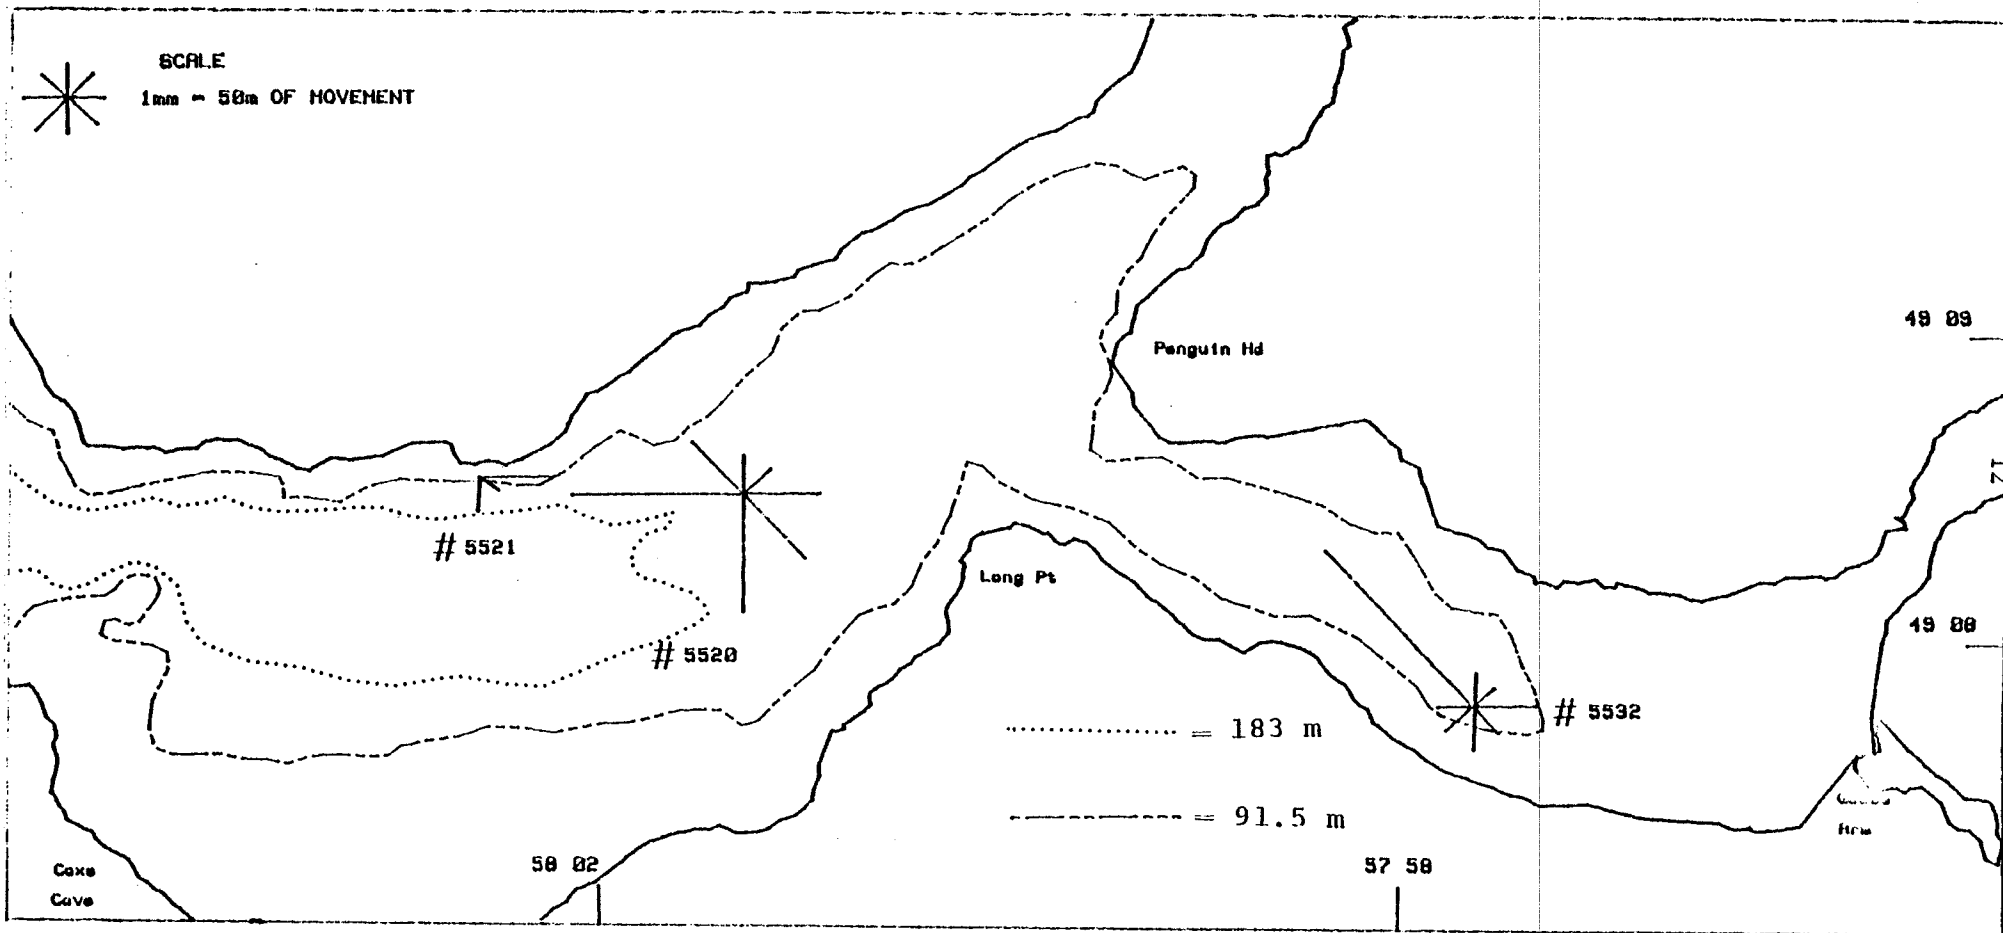 SCALE
1mm = 50m OF MOVEMENT
49 09
Penguin Hd
# 5521
Long Pt
49 08
# 5520
# 5532
= 183 m
= 91.5 m
58 02
57 58
Coxs
Cove
Arm